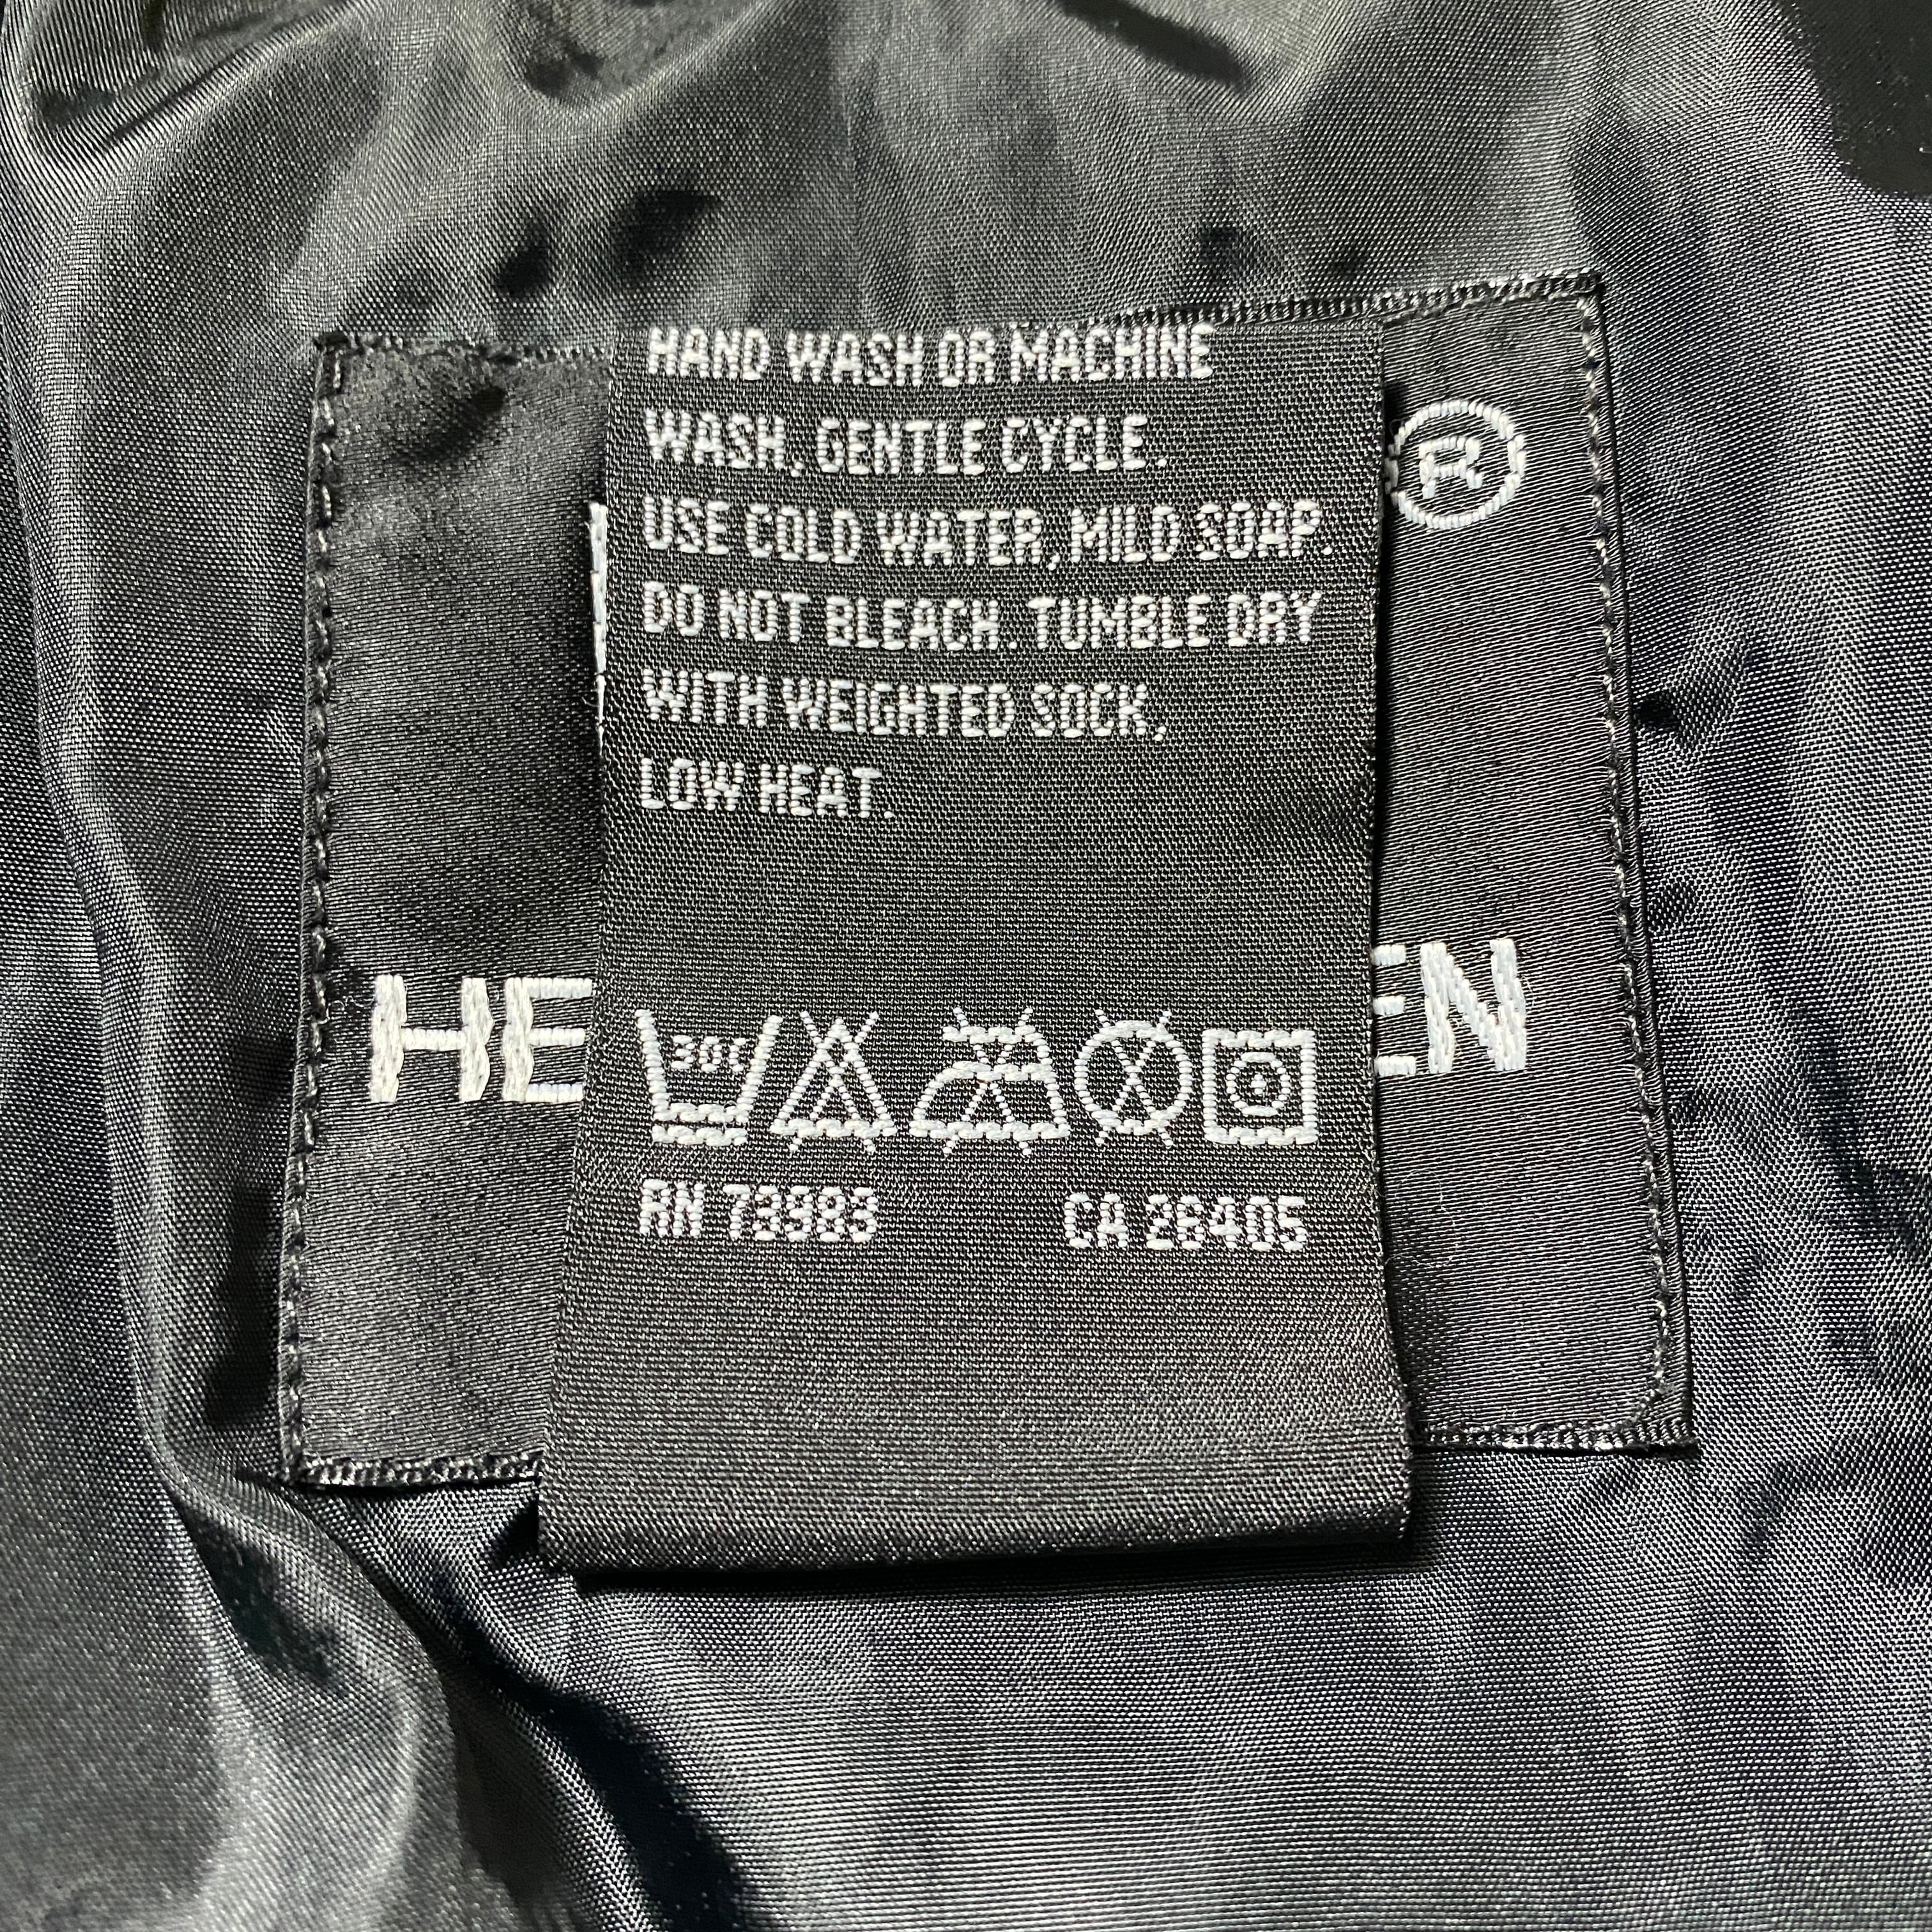 HAND WASH OR MACHINE
WASH, GENTLE CYCLE.
USE COLD WATER, MILD SOAP.
DO NOT BLEACH. TUMBLE DRY
WITH WEIGHTED SOCK,
LOW HEAT.
®
HE EN
30C
RN 73983 CA 26405